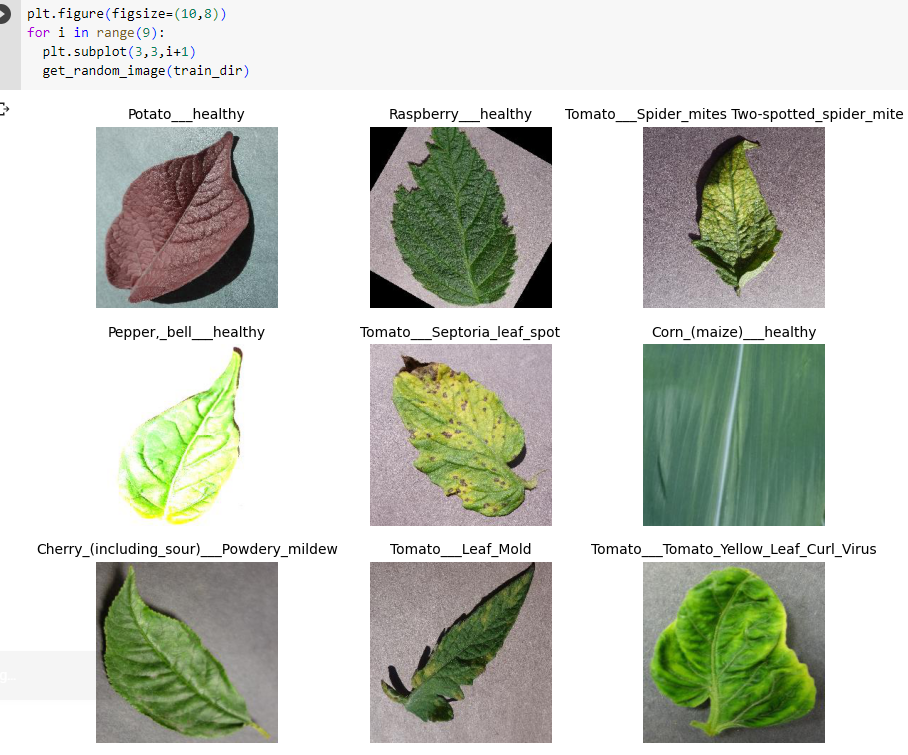 plt.figure(figsize=(10,8))
for i in range(9):
  plt.subplot(3,3,i+1)
  get_random_image(train_dir)
Potato___healthy
Raspberry___healthy
Tomato___Spider_mites Two-spotted_spider_mite
Pepper,_bell___healthy
Tomato___Septoria_leaf_spot
Corn_(maize)___healthy
Cherry_(including_sour)___Powdery_mildew
Tomato___Leaf_Mold
Tomato___Tomato_Yellow_Leaf_Curl_Virus